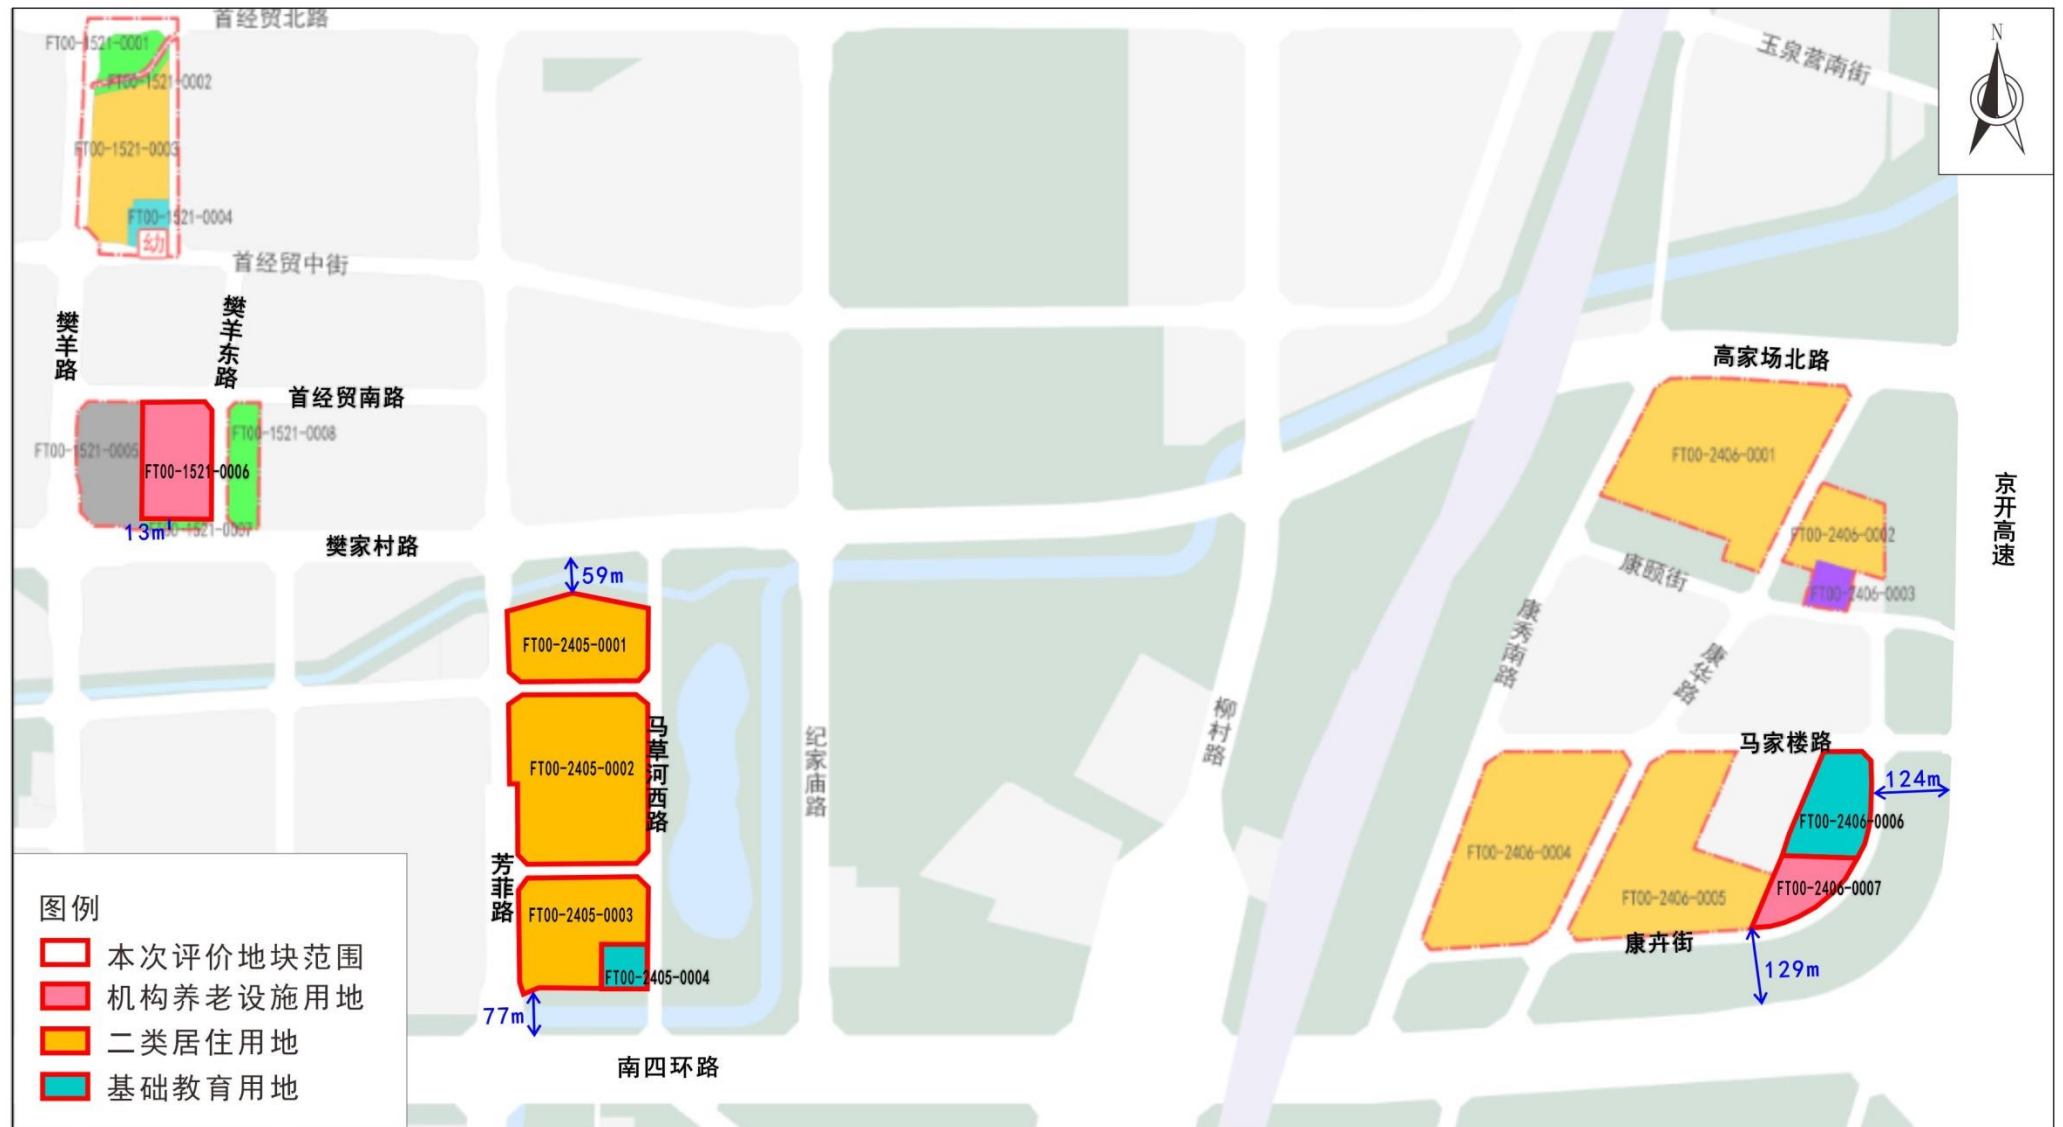 首经贸北路
FT00-1521-0001
FT00-1521-0002
FT00-1521-0003
FT00-1521-0004
幼
首经贸中街
樊羊路
樊羊东路
首经贸南路
FT00-1521-0005
FT00-1521-0006
FT00-1521-0007
FT00-1521-0008
13m
樊家村路
59m
FT00-2405-0001
FT00-2405-0002
FT00-2405-0003
FT00-2405-0004
马草河西路
芳菲路
77m
南四环路
纪家庙路
柳村路
玉泉营南街
N
高家场北路
FT00-2406-0001
FT00-2406-0002
FT00-2406-0003
京开高速
康颐街
康秀南路
康华路
马家楼路
124m
FT00-2406-0004
FT00-2406-0005
FT00-2406-0006
FT00-2406-0007
康卉街
129m
图例
本次评价地块范围
机构养老设施用地
二类居住用地
基础教育用地